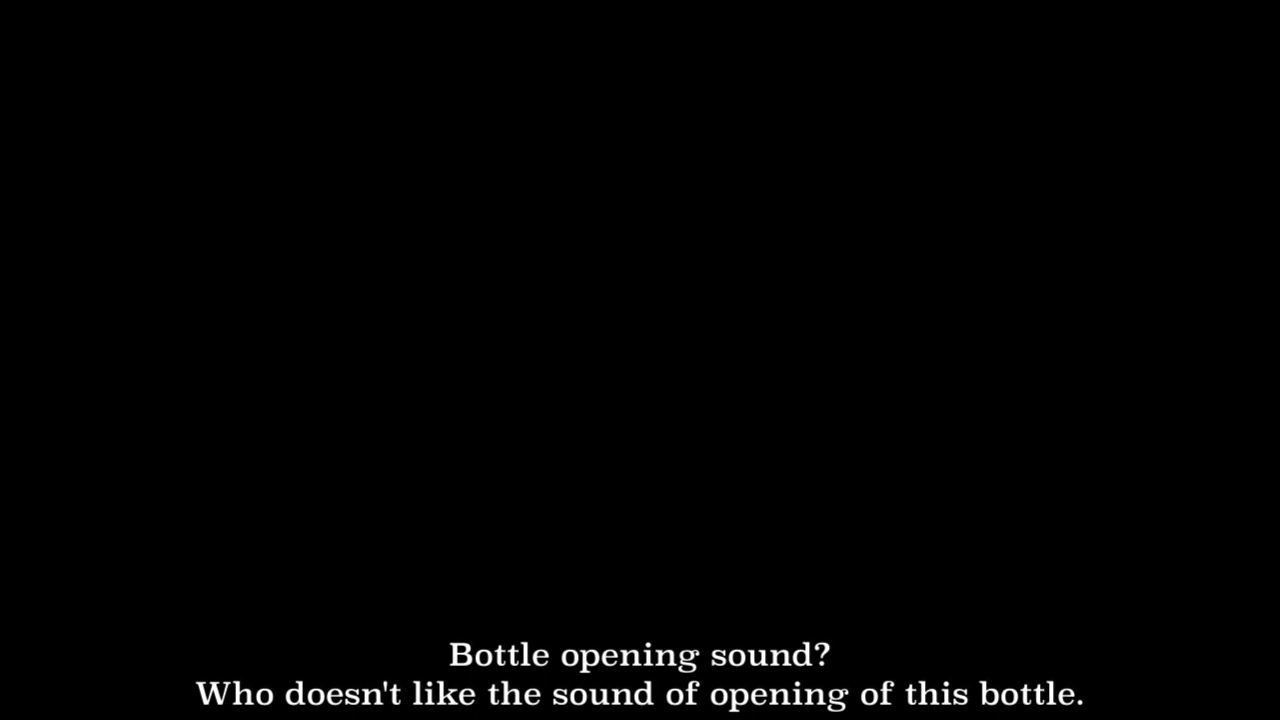 Bottle opening sound?
Who doesn't like the sound of opening of this bottle.